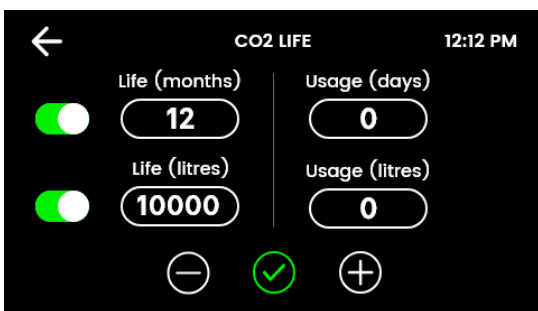 CO2 LIFE 12:12 PM
Life (months) Usage (days)
12 0
Life (litres) Usage (litres)
10000 0